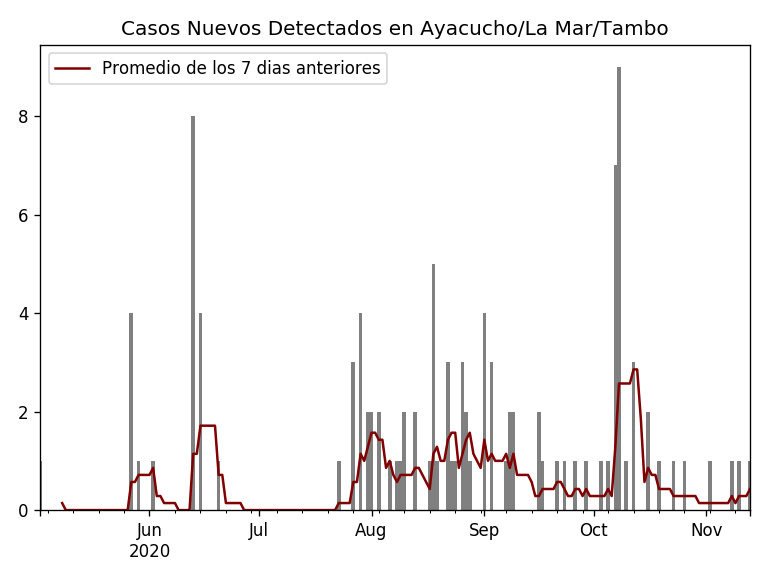 Casos Nuevos Detectados en Ayacucho/La Mar/Tambo
Promedio de los 7 dias anteriores
8
6
4
2
0
Jun Jul Aug Sep Oct Nov
2020